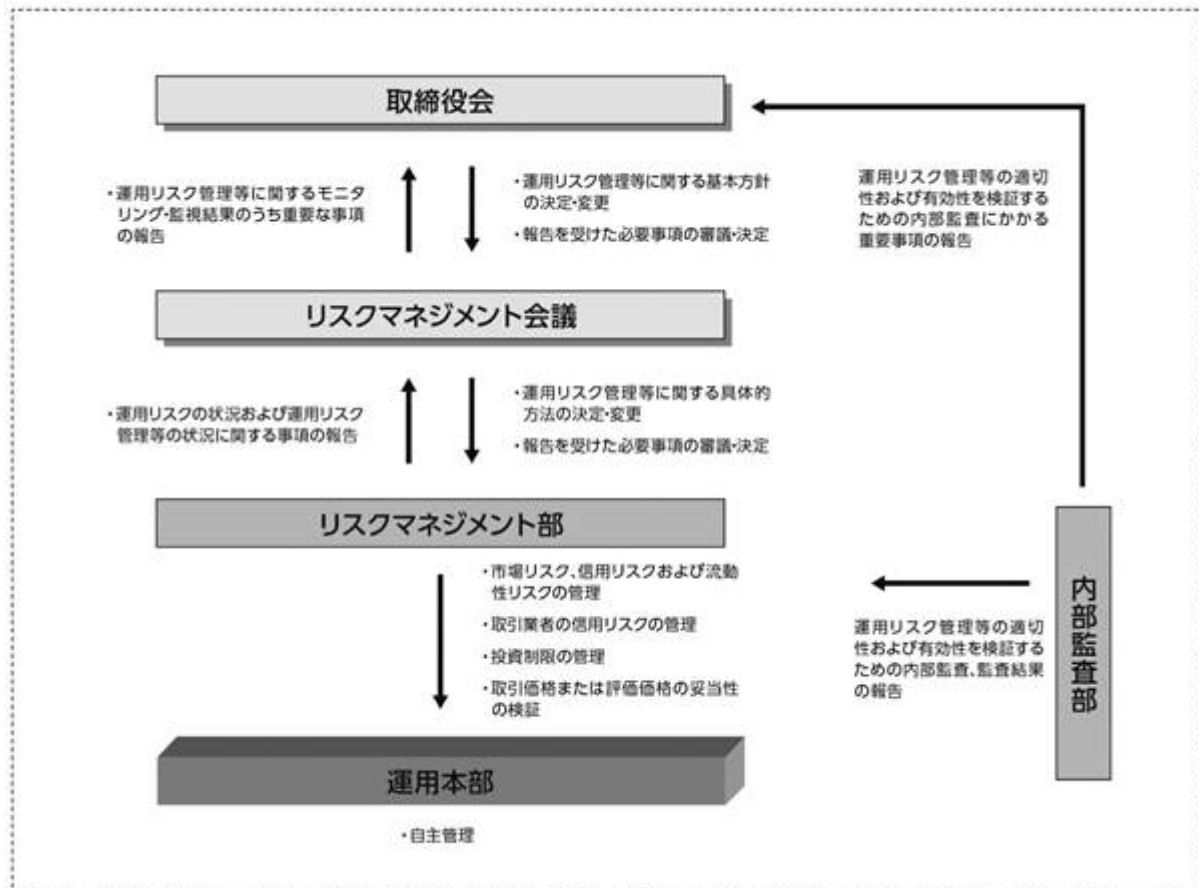 取締役会
・運用リスク管理等に関するモニタ
リング・監視結果のうち重要な事項
の報告
・運用リスク管理等に関する基本方針
の決定・変更
・報告を受けた必要事項の審議・決定
運用リスク管理等の適切
性および有効性を検証す
るための内部監査にかかる
重要事項の報告
リスクマネジメント会議
・運用リスクの状況および運用リスク
管理等の状況に関する事項の報告
・運用リスク管理等に関する具体的
方法の決定・変更
・報告を受けた必要事項の審議・決定
リスクマネジメント部
・市場リスク、信用リスクおよび流動
性リスクの管理
・取引業者の信用リスクの管理
・投資制限の管理
・取引価格または評価価格の妥当性
の検証
運用リスク管理等の適切
性および有効性を検証する
ための内部監査、監査結果
の報告
内部監査部
運用本部
・自主管理